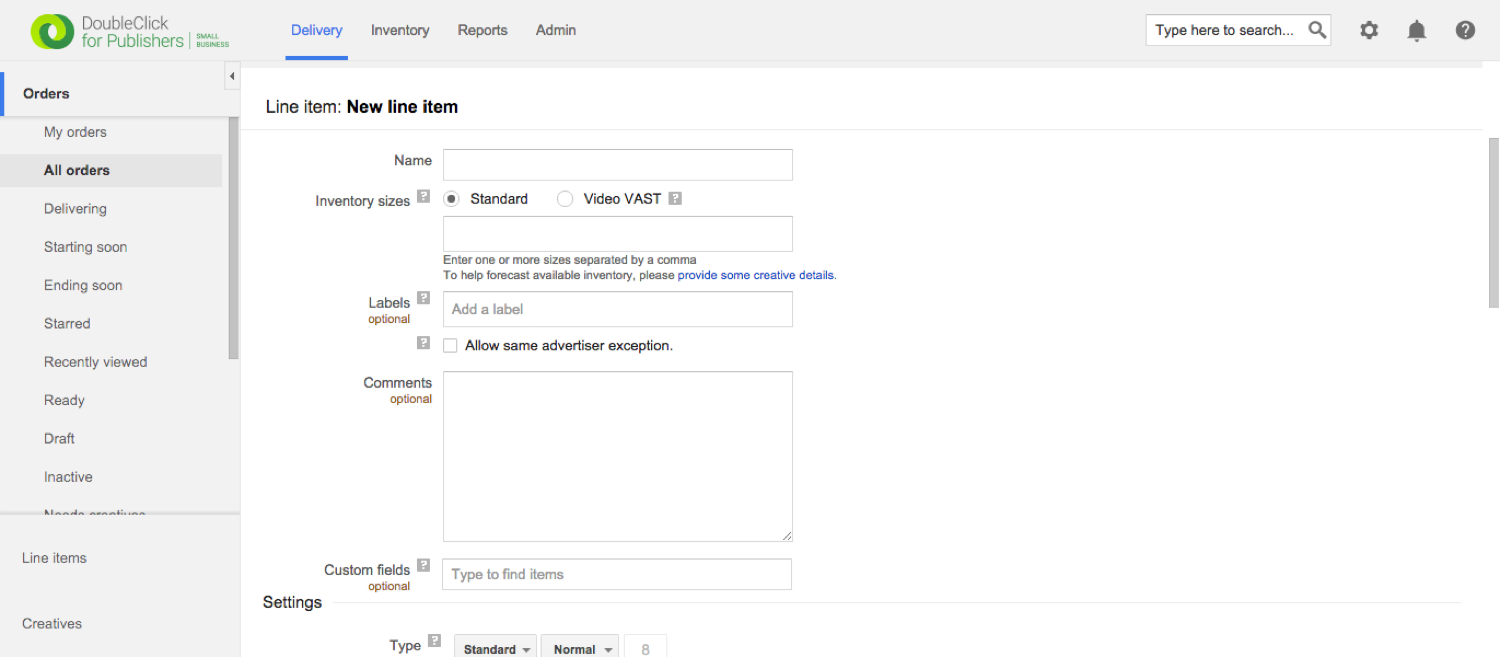 DoubleClick
for Publishers | SMALL BUSINESS
Delivery Inventory Reports Admin
Type here to search...
?
Orders
My orders
All orders
Delivering
Starting soon
Ending soon
Starred
Recently viewed
Ready
Draft
Inactive
Needs creatives
Line items
Creatives
Line item: New line item
Name
Inventory sizes ? Standard Video VAST ?
Enter one or more sizes separated by a comma
To help forecast available inventory, please provide some creative details.
Labels ? Add a label
optional
? Allow same advertiser exception.
Comments
optional
Custom fields ? Type to find items
optional
Settings
Type ? Standard Normal 8